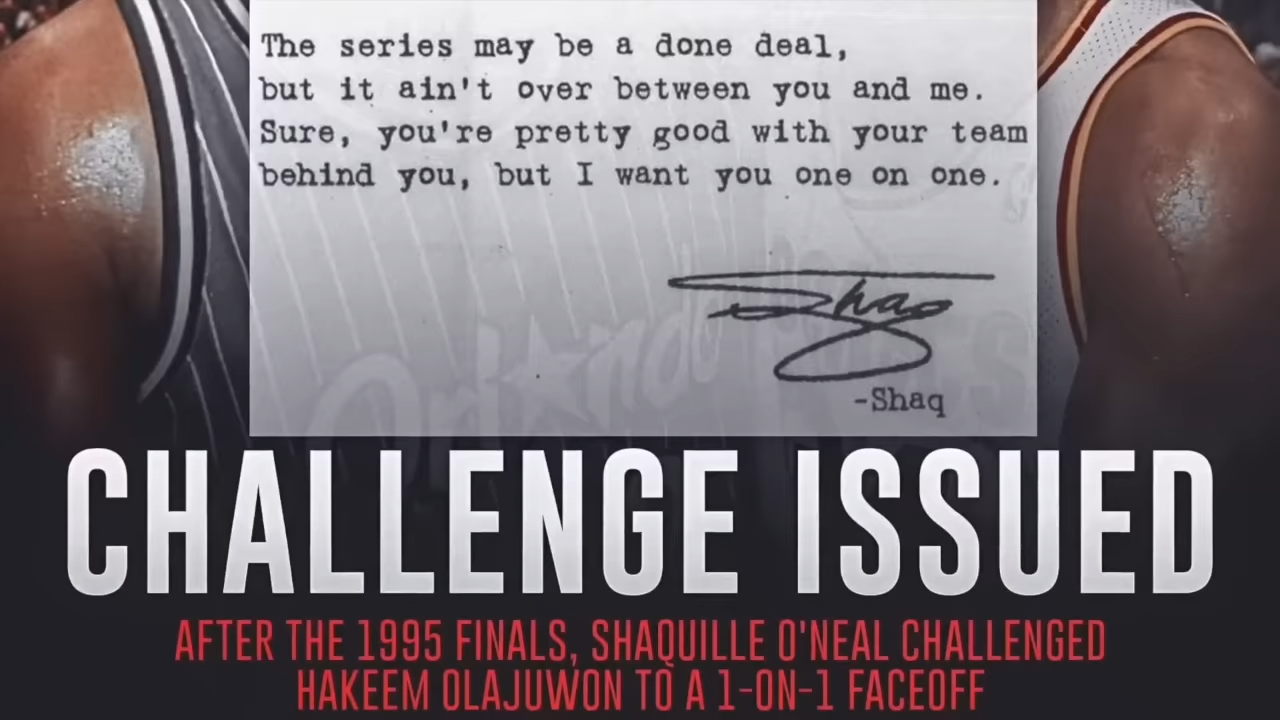 The series may be a done deal,
but it ain't over between you and me.
Sure, you're pretty good with your team
behind you, but I want you one on one.
Orlando
Shaq
-Shaq
CHALLENGE ISSUED
AFTER THE 1995 FINALS, SHAQUILLE O'NEAL CHALLENGED
HAKEEM OLAJUWON TO A 1-ON-1 FACEOFF